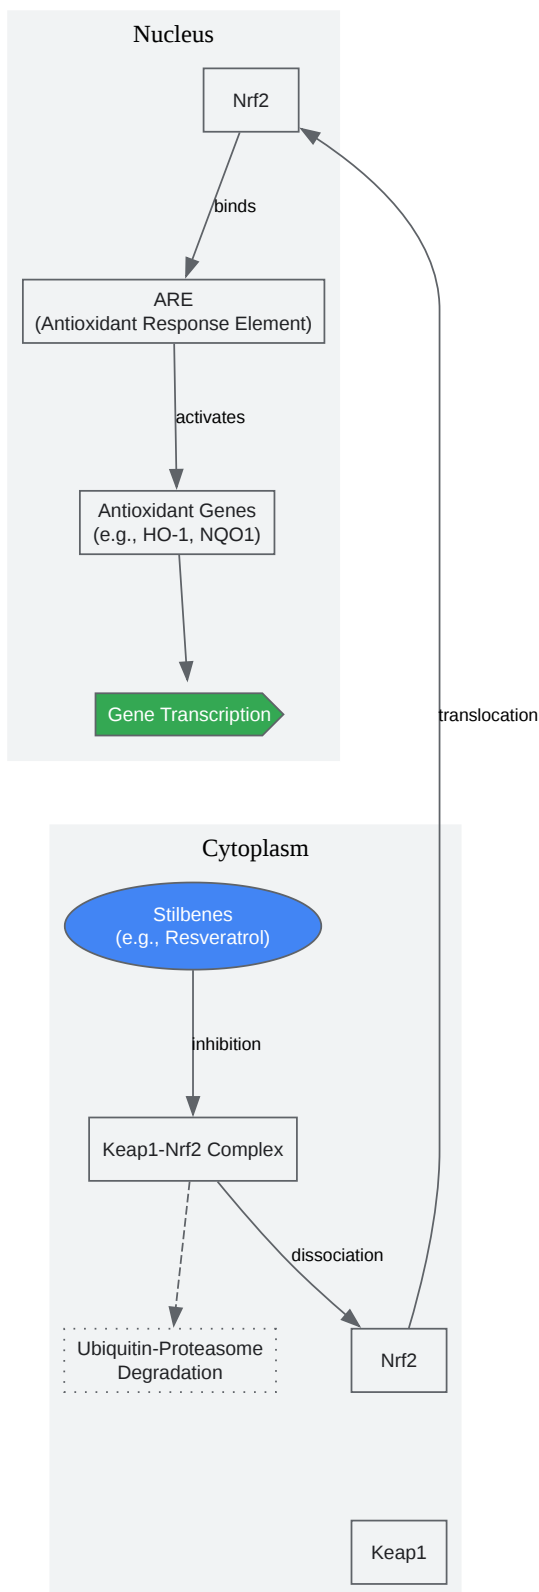 Nucleus
Nrf2
binds
ARE
(Antioxidant Response Element)
activates
Antioxidant Genes
(e.g., HO-1, NQO1)
Gene Transcription
translocation
Cytoplasm
Stilbenes
(e.g., Resveratrol)
inhibition
Keap1-Nrf2 Complex
dissociation
Ubiquitin-Proteasome
Degradation
Nrf2
Keap1